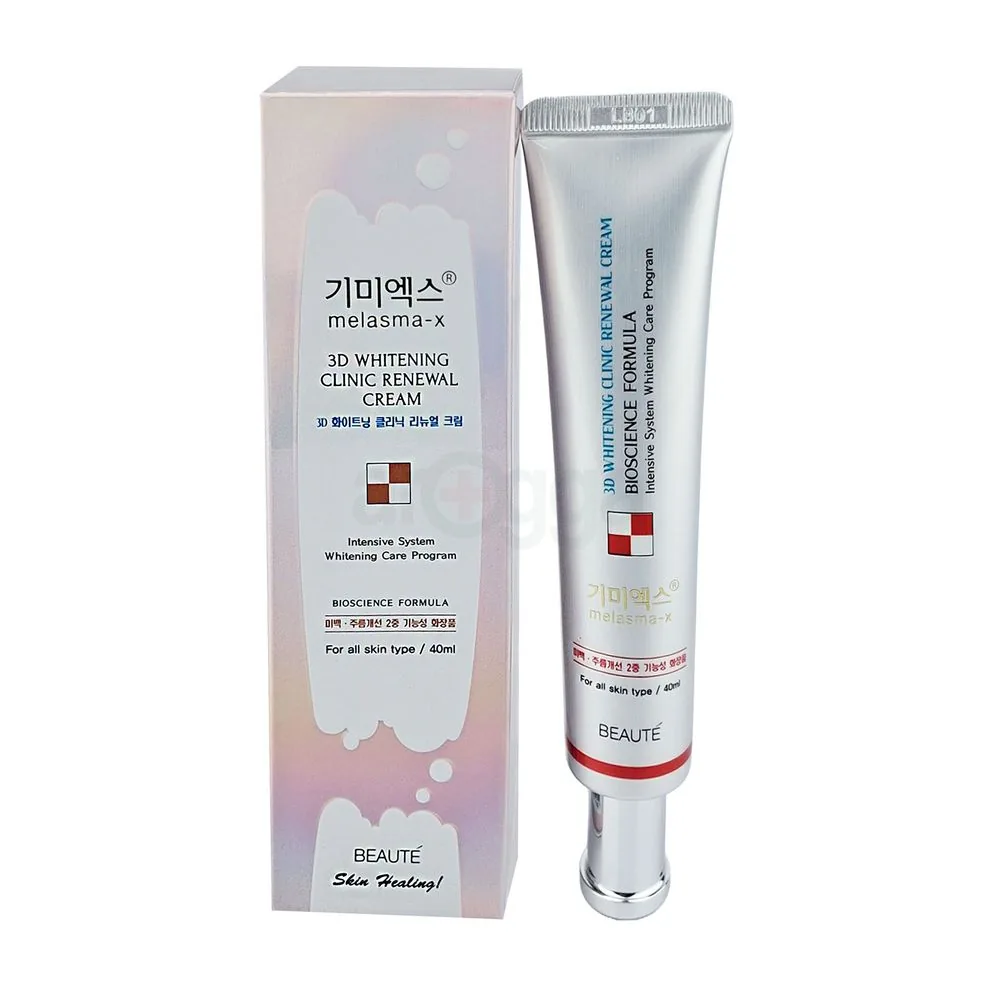 기미엑스®
melasma-x
3D WHITENING
CLINIC RENEWAL
CREAM
3D 화이트닝 클리닉 리뉴얼 크림
Intensive System
Whitening Care Program
BIOSCIENCE FORMULA
미백·주름개선 2중 기능성 화장품
For all skin type / 40ml
BEAUTÉ
Skin Healing!
LB01
3D WHITENING CLINIC RENEWAL CREAM
BIOSCIENCE FORMULA
Intensive System Whitening Care Program
기미엑스®
melasma-x
미백·주름개선 2중 기능성 화장품
For all skin type / 40ml
BEAUTÉ
arogga